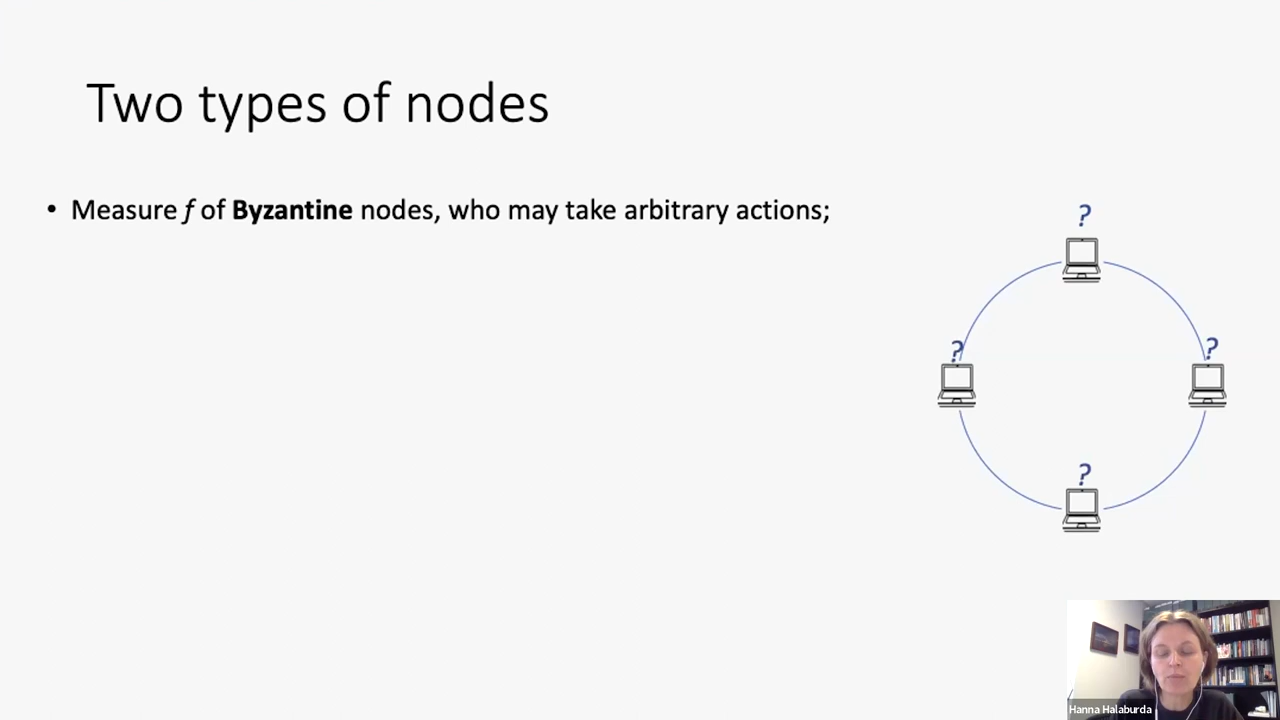 Two types of nodes
• Measure f of Byzantine nodes, who may take arbitrary actions;
?
?
?
?
Hanna Halaburda